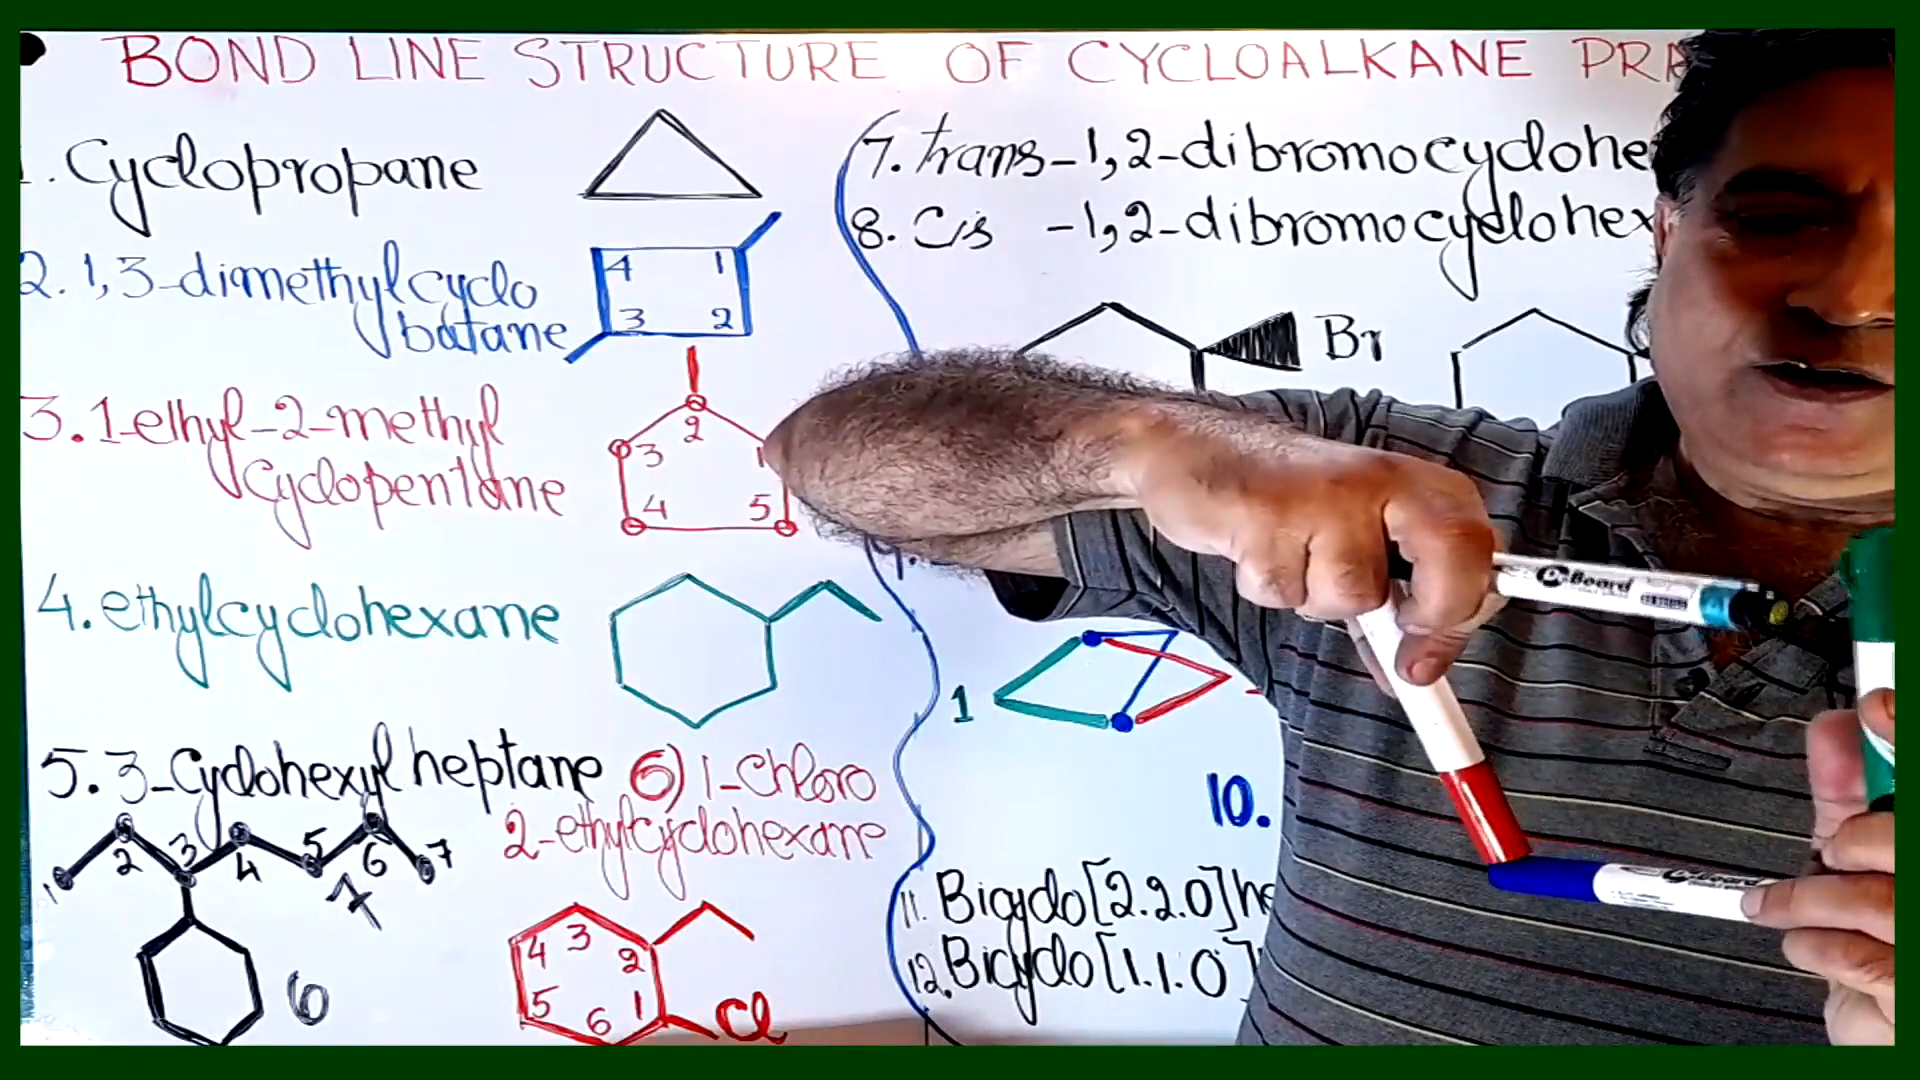 BOND LINE STRUCTURE OF CYCLOALKANE PRA
1. Cyclopropane
2. 1,3-dimethylcyclo
batane
4 1
3 2
3. 1-ethyl-2-methyl
Cyclopentane
2
3 1
4 5
4. ethylcyclohexane
5. 3-Cyclohexyl heptane
1 2 3 4 5 6 7
7
6
6) 1-Chloro
2-ethylcyclohexane
4 3 2
5 6 1
Cl
7. trans-1,2-dibromocyclohe
8. Cis -1,2-dibromocyclohex
Br
9.
1
10.
11. Bicyclo[2.2.0]he
12. Bicyclo[1.1.0]
Board